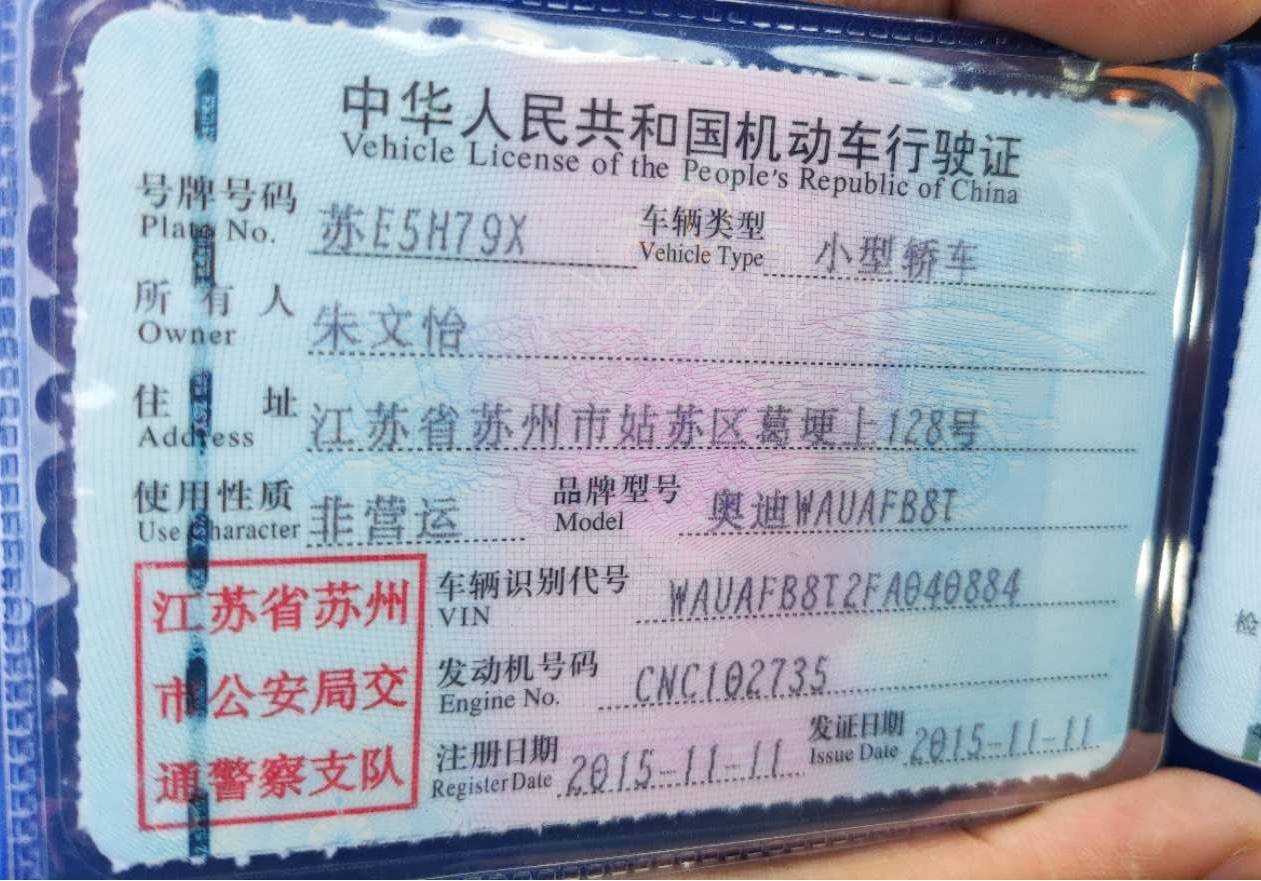 中华人民共和国机动车行驶证
Vehicle License of the People's Republic of China
号牌号码 苏E5H79X 车辆类型 小型轿车
Plate No. Vehicle Type
所有人 朱文怡
Owner
住址 江苏省苏州市姑苏区葛埂上128号
Address
使用性质 非营运 品牌型号 奥迪WAUAFB8T
Use Character Model
江苏省苏州
市公安局交
通警察支队
车辆识别代号 WAUAFB8T2FA040884
VIN
发动机号码 CNC102735
Engine No.
注册日期 2015-11-11 发证日期 2015-11-11
Register Date Issue Date
检